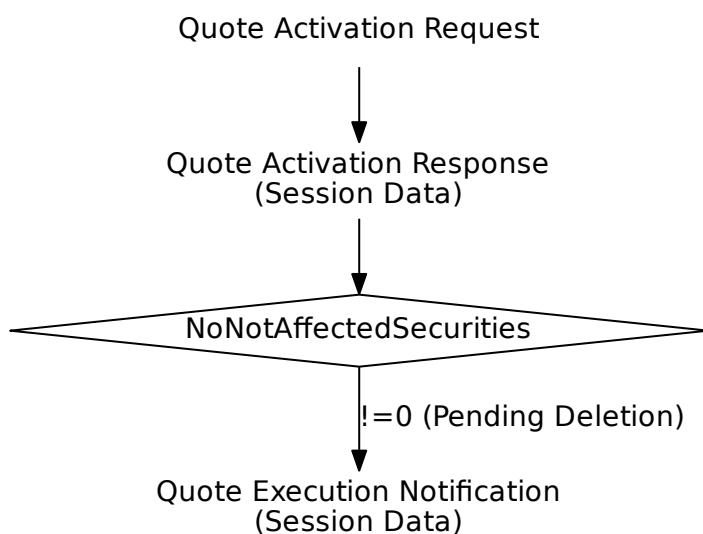 Quote Activation Request
Quote Activation Response
(Session Data)
NoNotAffectedSecurities
!=0 (Pending Deletion)
Quote Execution Notification
(Session Data)